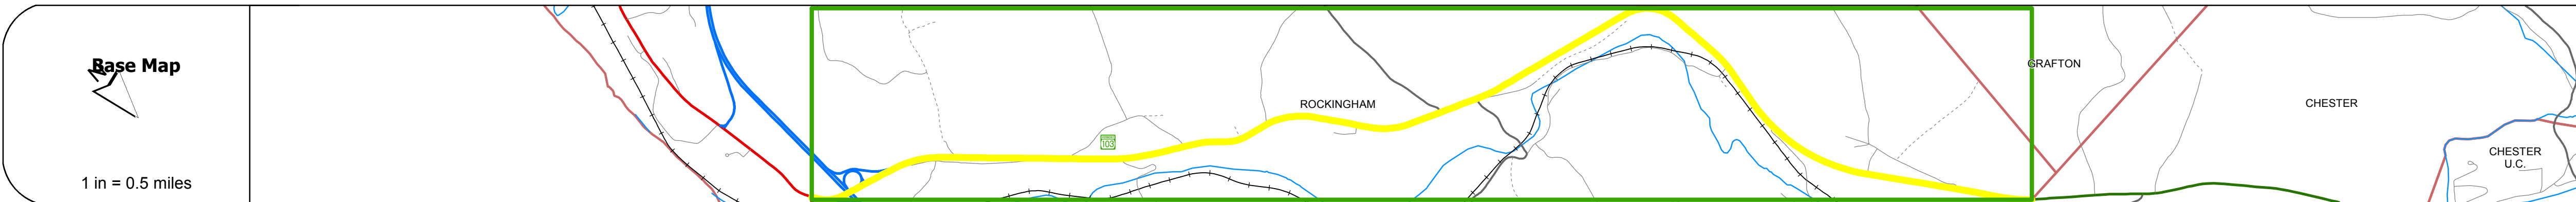 Base Map
N
1 in = 0.5 miles
ROCKINGHAM
103
GRAFTON
CHESTER
CHESTER
U.C.